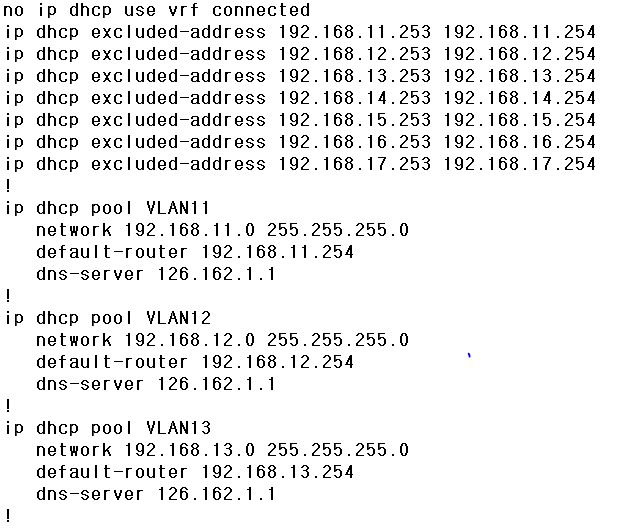 no ip dhcp use vrf connected
ip dhcp excluded-address 192.168.11.253 192.168.11.254
ip dhcp excluded-address 192.168.12.253 192.168.12.254
ip dhcp excluded-address 192.168.13.253 192.168.13.254
ip dhcp excluded-address 192.168.14.253 192.168.14.254
ip dhcp excluded-address 192.168.15.253 192.168.15.254
ip dhcp excluded-address 192.168.16.253 192.168.16.254
ip dhcp excluded-address 192.168.17.253 192.168.17.254
!
ip dhcp pool VLAN11
   network 192.168.11.0 255.255.255.0
   default-router 192.168.11.254
   dns-server 126.162.1.1
!
ip dhcp pool VLAN12
   network 192.168.12.0 255.255.255.0
   default-router 192.168.12.254
   dns-server 126.162.1.1
!
ip dhcp pool VLAN13
   network 192.168.13.0 255.255.255.0
   default-router 192.168.13.254
   dns-server 126.162.1.1
!